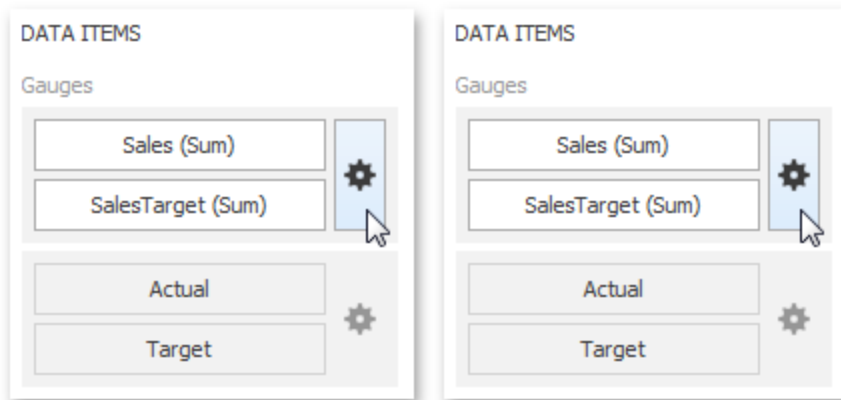 DATA ITEMS
Gauges
Sales (Sum)
SalesTarget (Sum)
Actual
Target
DATA ITEMS
Gauges
Sales (Sum)
SalesTarget (Sum)
Actual
Target